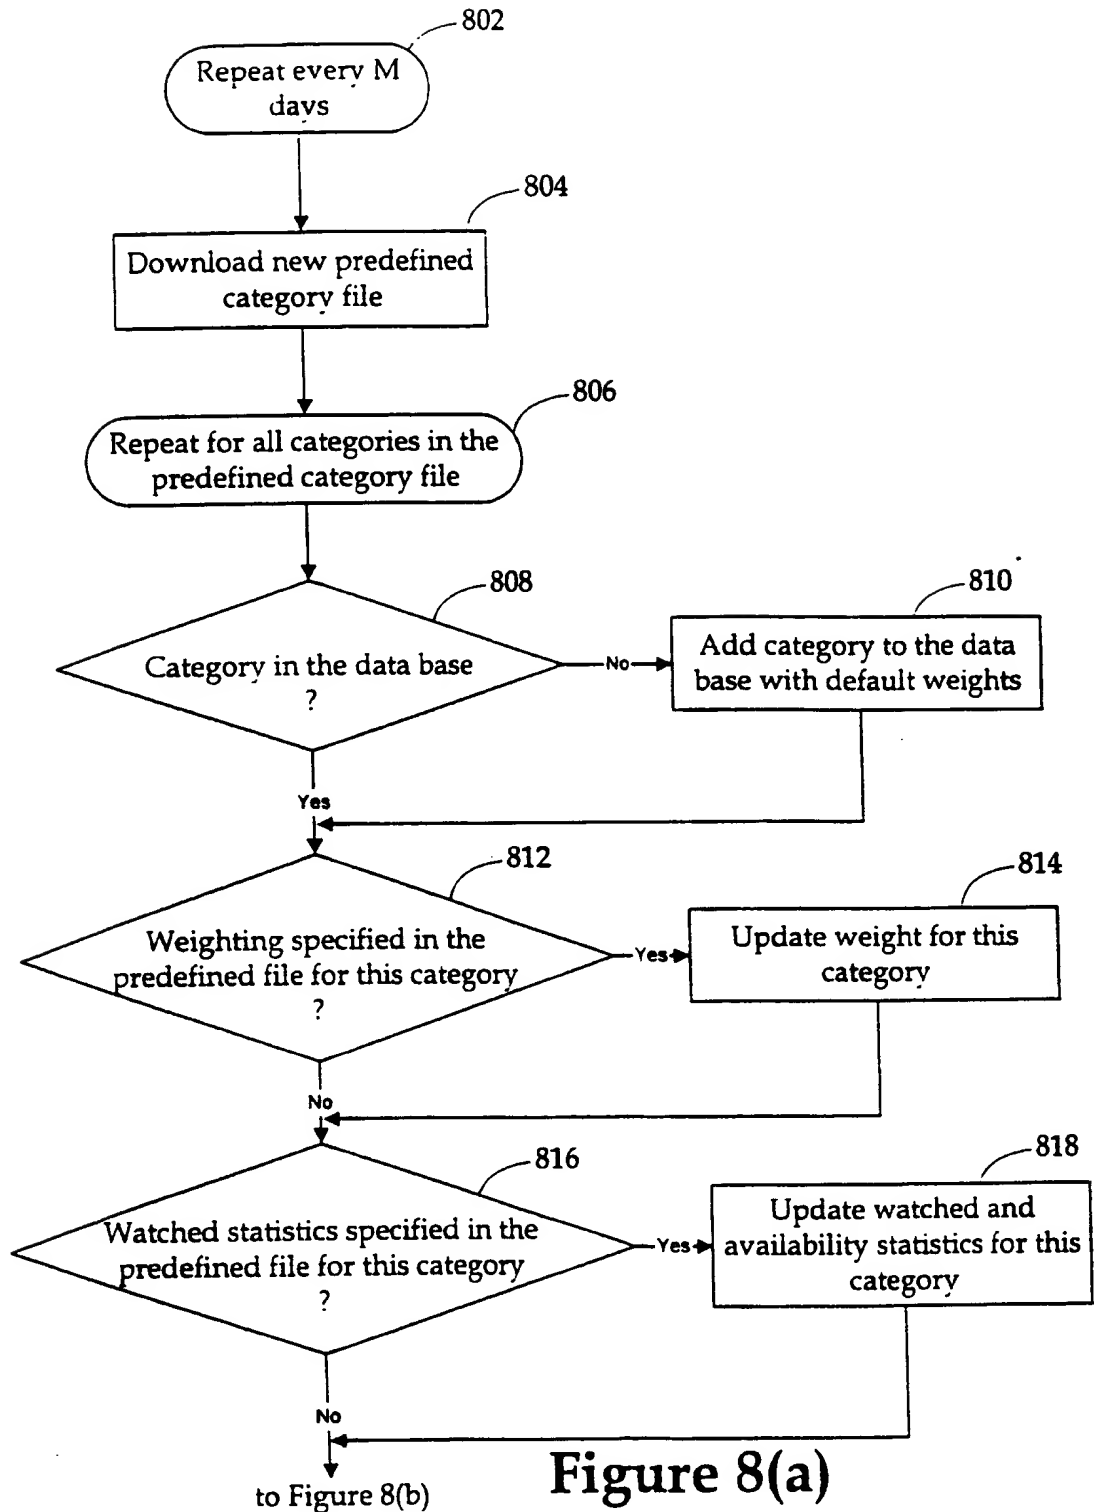 802
Repeat every M
days
804
Download new predefined
category file
806
Repeat for all categories in the
predefined category file
808
Category in the data base
?
No
810
Add category to the data
base with default weights
Yes
812
Weighting specified in the
predefined file for this category
?
Yes
814
Update weight for this
category
No
816
Watched statistics specified in the
predefined file for this category
?
Yes
818
Update watched and
availability statistics for this
category
No
to Figure 8(b)
Figure 8(a)